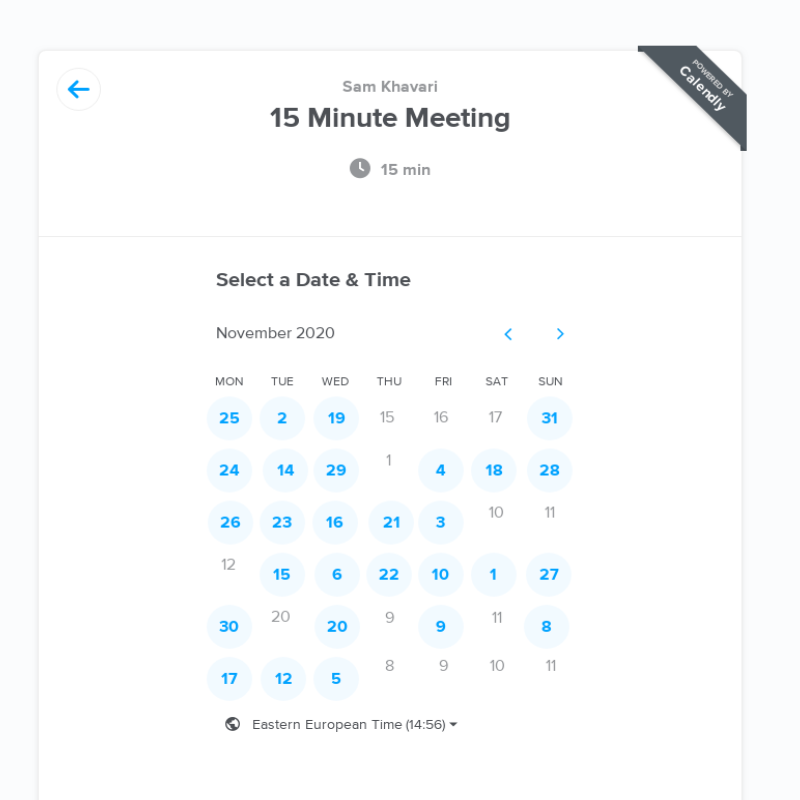 POWERED BY
Calendly
Sam Khavari
15 Minute Meeting
15 min
Select a Date & Time
November 2020
MON TUE WED THU FRI SAT SUN
25 2 19 15 16 17 31
24 14 29 1 4 18 28
26 23 16 21 3 10 11
12 15 6 22 10 1 27
30 20 20 9 9 11 8
17 12 5 8 9 10 11
Eastern European Time (14:56)